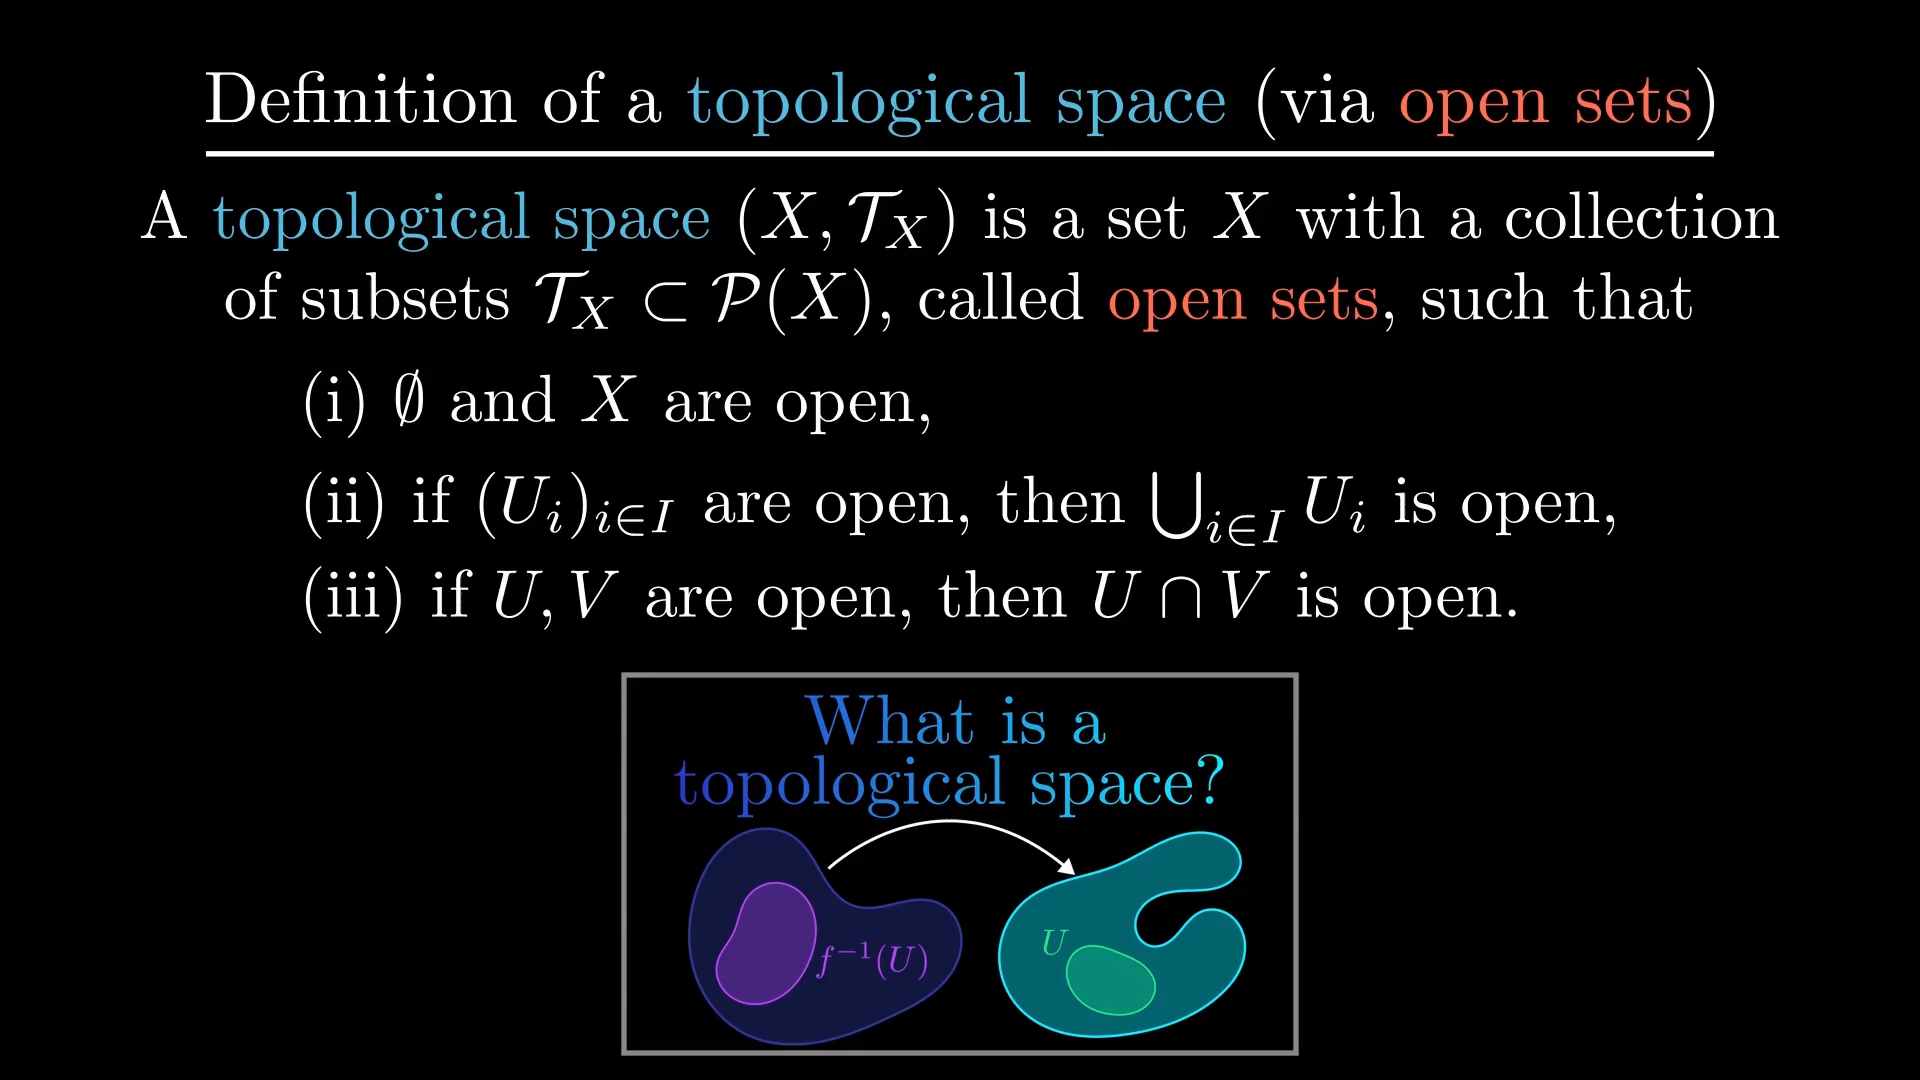 Definition of a topological space (via open sets)
A topological space (X, 𝒯_X) is a set X with a collection
of subsets 𝒯_X ⊂ 𝒫(X), called open sets, such that
(i) ∅ and X are open,
(ii) if (U_i)_{i∈I} are open, then ⋃_{i∈I} U_i is open,
(iii) if U, V are open, then U ∩ V is open.
What is a
topological space?
U
f⁻¹(U)